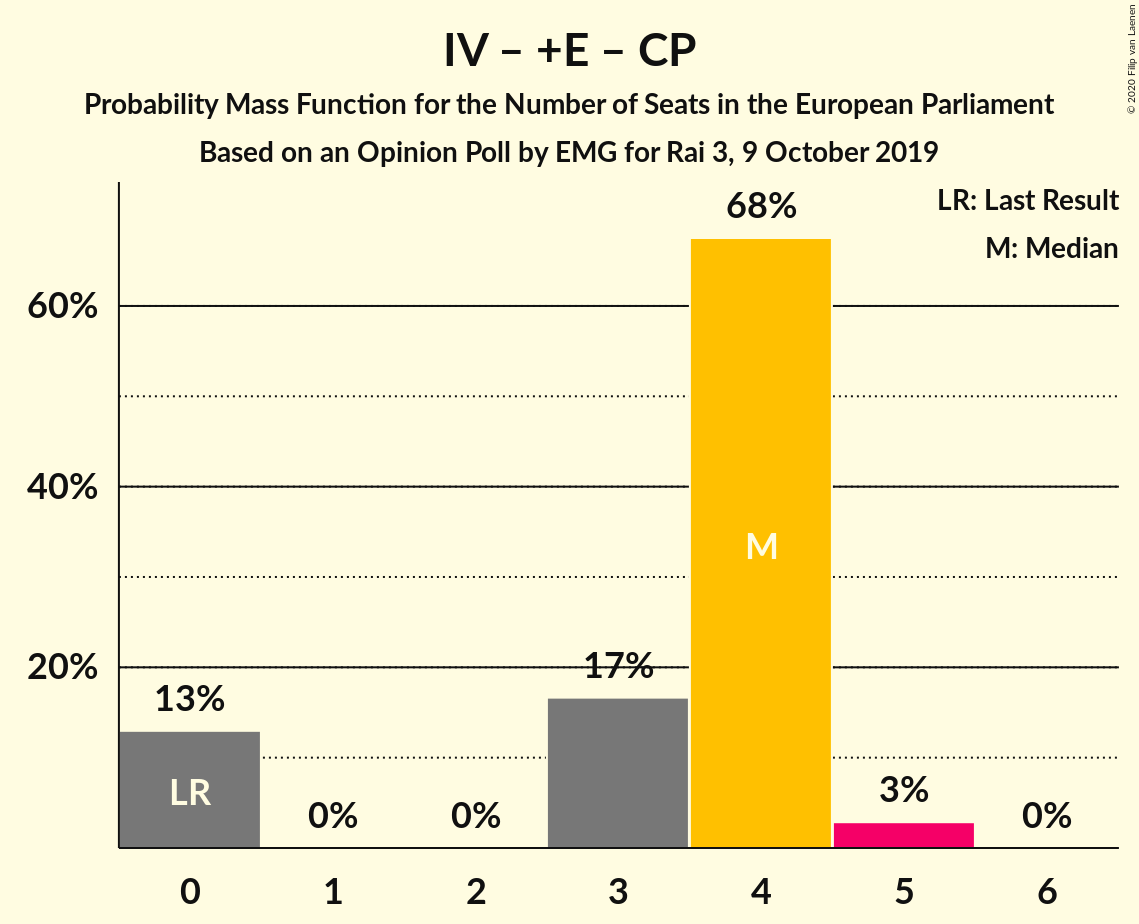 IV – +E – CP
Probability Mass Function for the Number of Seats in the European Parliament
Based on an Opinion Poll by EMG for Rai 3, 9 October 2019
© 2020 Filip van Laenen
LR: Last Result
M: Median
68%
60%
40%
M
20%
17%
13%
LR
0%
0%
3%
0%
0 1 2 3 4 5 6